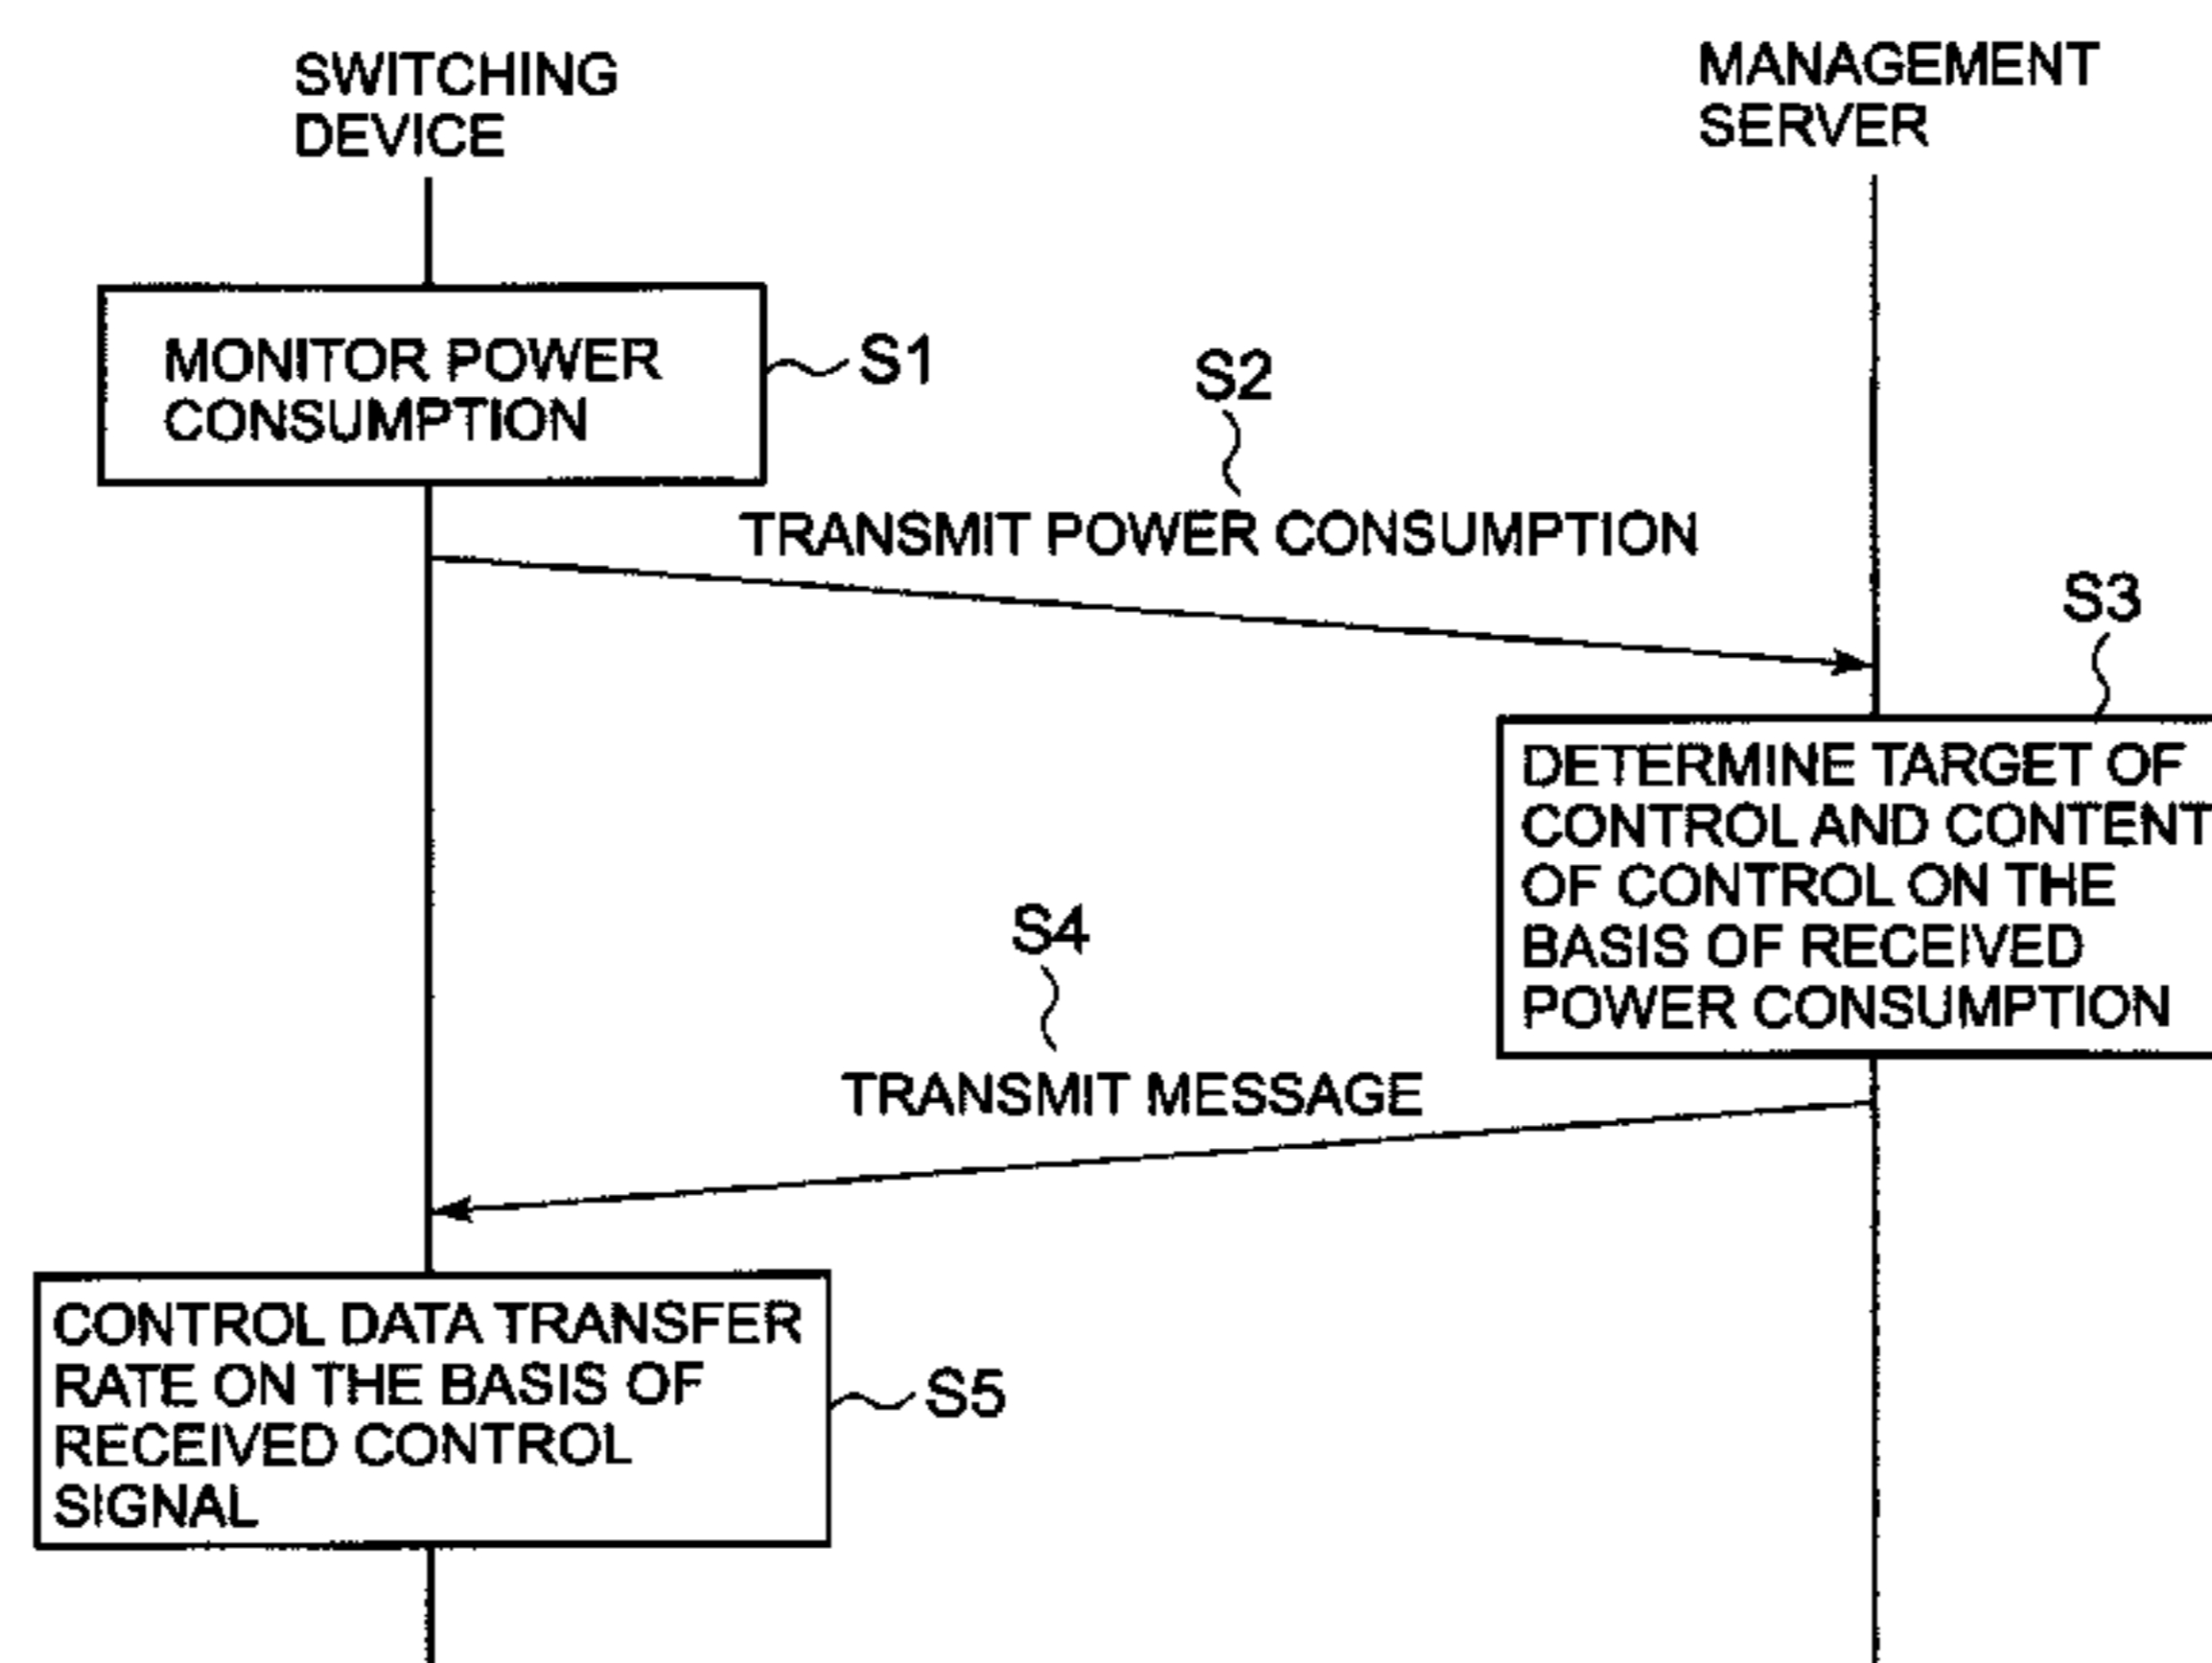 SWITCHING
DEVICE
MANAGEMENT
SERVER
MONITOR POWER
CONSUMPTION
S1
S2
TRANSMIT POWER CONSUMPTION
S3
DETERMINE TARGET OF
CONTROL AND CONTENT
OF CONTROL ON THE
BASIS OF RECEIVED
POWER CONSUMPTION
S4
TRANSMIT MESSAGE
CONTROL DATA TRANSFER
RATE ON THE BASIS OF
RECEIVED CONTROL
SIGNAL
S5